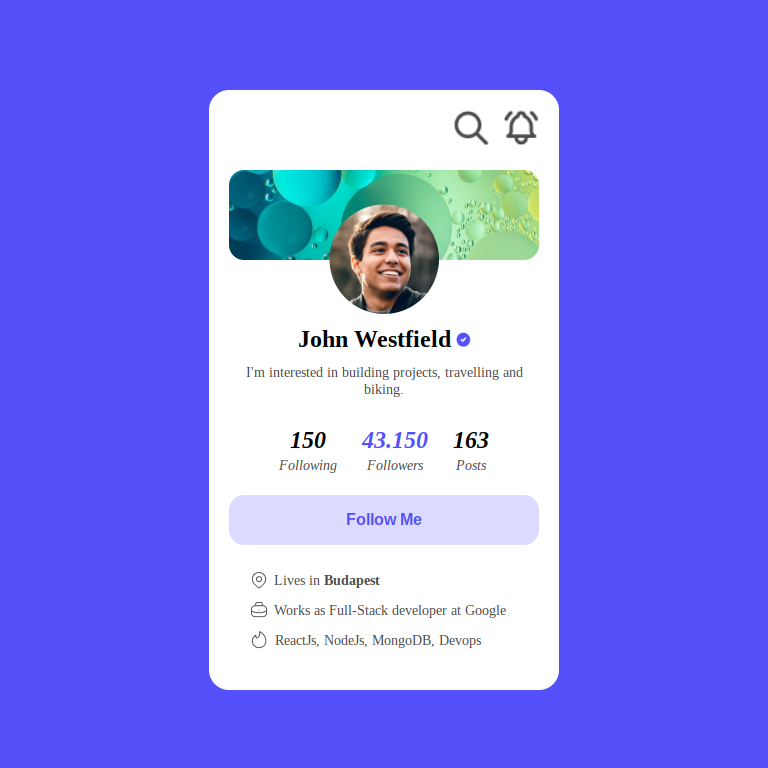 John Westfield
I'm interested in building projects, travelling and
biking.
150 43.150 163
Following Followers Posts
Follow Me
Lives in Budapest
Works as Full-Stack developer at Google
ReactJs, NodeJs, MongoDB, Devops